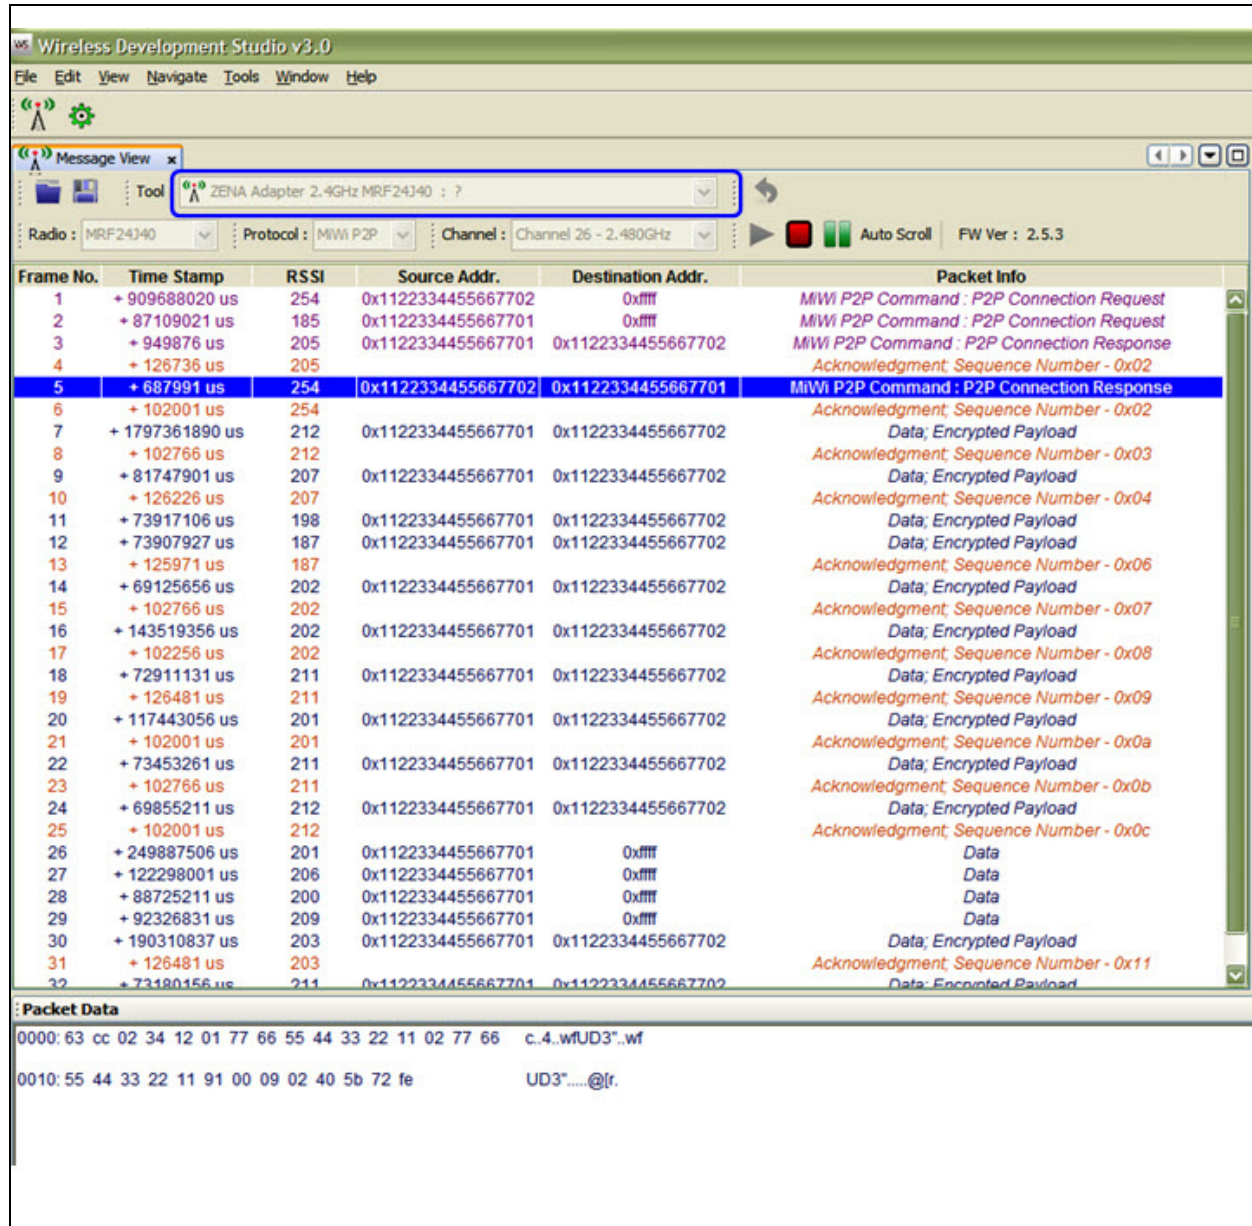 Wireless Development Studio v3.0
File Edit View Navigate Tools Window Help
Message View x
Tool ZENA Adapter 2.4GHz MRF24J40 : ?
Radio : MRF24J40 Protocol : MiWi P2P Channel : Channel 26 - 2.480GHz Auto Scroll FW Ver : 2.5.3
Frame No. Time Stamp RSSI Source Addr. Destination Addr. Packet Info
1 + 909688020 us 254 0x1122334455667702 0xffff MiWi P2P Command : P2P Connection Request
2 + 87109021 us 185 0x1122334455667701 0xffff MiWi P2P Command : P2P Connection Request
3 + 949876 us 205 0x1122334455667701 0x1122334455667702 MiWi P2P Command : P2P Connection Response
4 + 126736 us 205 Acknowledgment; Sequence Number - 0x02
5 + 687991 us 254 0x1122334455667702 0x1122334455667701 MiWi P2P Command : P2P Connection Response
6 + 102001 us 254 Acknowledgment; Sequence Number - 0x02
7 + 1797361890 us 212 0x1122334455667701 0x1122334455667702 Data; Encrypted Payload
8 + 102766 us 212 Acknowledgment; Sequence Number - 0x03
9 + 81747901 us 207 0x1122334455667701 0x1122334455667702 Data; Encrypted Payload
10 + 126226 us 207 Acknowledgment; Sequence Number - 0x04
11 + 73917106 us 198 0x1122334455667701 0x1122334455667702 Data; Encrypted Payload
12 + 73907927 us 187 0x1122334455667701 0x1122334455667702 Data; Encrypted Payload
13 + 125971 us 187 Acknowledgment; Sequence Number - 0x06
14 + 69125656 us 202 0x1122334455667701 0x1122334455667702 Data; Encrypted Payload
15 + 102766 us 202 Acknowledgment; Sequence Number - 0x07
16 + 143519356 us 202 0x1122334455667701 0x1122334455667702 Data; Encrypted Payload
17 + 102256 us 202 Acknowledgment; Sequence Number - 0x08
18 + 72911131 us 211 0x1122334455667701 0x1122334455667702 Data; Encrypted Payload
19 + 126481 us 211 Acknowledgment; Sequence Number - 0x09
20 + 117443056 us 201 0x1122334455667701 0x1122334455667702 Data; Encrypted Payload
21 + 102001 us 201 Acknowledgment; Sequence Number - 0x0a
22 + 73453261 us 211 0x1122334455667701 0x1122334455667702 Data; Encrypted Payload
23 + 102766 us 211 Acknowledgment; Sequence Number - 0x0b
24 + 69855211 us 212 0x1122334455667701 0x1122334455667702 Data; Encrypted Payload
25 + 102001 us 212 Acknowledgment; Sequence Number - 0x0c
26 + 249887506 us 201 0x1122334455667701 0xffff Data
27 + 122298001 us 206 0x1122334455667701 0xffff Data
28 + 88725211 us 200 0x1122334455667701 0xffff Data
29 + 92326831 us 209 0x1122334455667701 0xffff Data
30 + 190310837 us 203 0x1122334455667701 0x1122334455667702 Data; Encrypted Payload
31 + 126481 us 203 Acknowledgment; Sequence Number - 0x11
32 + 73180156 us 211 0x1122334455667701 0x1122334455667702 Data; Encrypted Payload
Packet Data
0000: 63 cc 02 34 12 01 77 66 55 44 33 22 11 02 77 66 c..4..wfUD3"..wf
0010: 55 44 33 22 11 91 00 09 02 40 5b 72 fe UD3".....@[r.